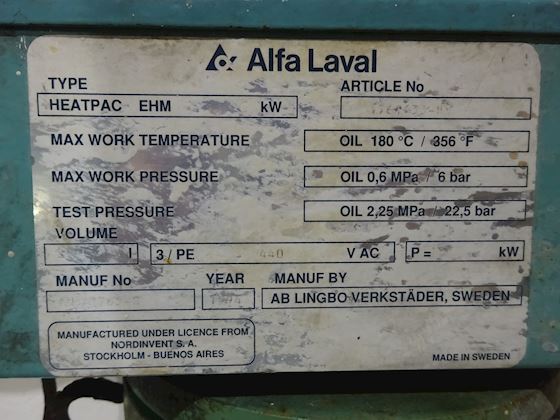 Alfa Laval
TYPE ARTICLE No
HEATPAC EHM kW
MAX WORK TEMPERATURE OIL 180 °C / 356 °F
MAX WORK PRESSURE OIL 0,6 MPa / 6 bar
TEST PRESSURE OIL 2,25 MPa / 22,5 bar
VOLUME
l 3 / PE 440 V AC P = kW
MANUF No YEAR MANUF BY
AB LINGBO VERKSTÄDER, SWEDEN
MANUFACTURED UNDER LICENCE FROM
NORDINVENT S. A.
STOCKHOLM - BUENOS AIRES
MADE IN SWEDEN